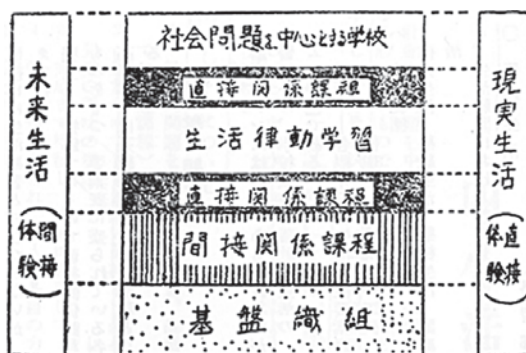 未来生活
（間接
体験）
社会問題を中心とする学校
直接関係課程
生活律動学習
直接関係課程
間接関係課程
基盤識組
現実生活
（直接
体験）